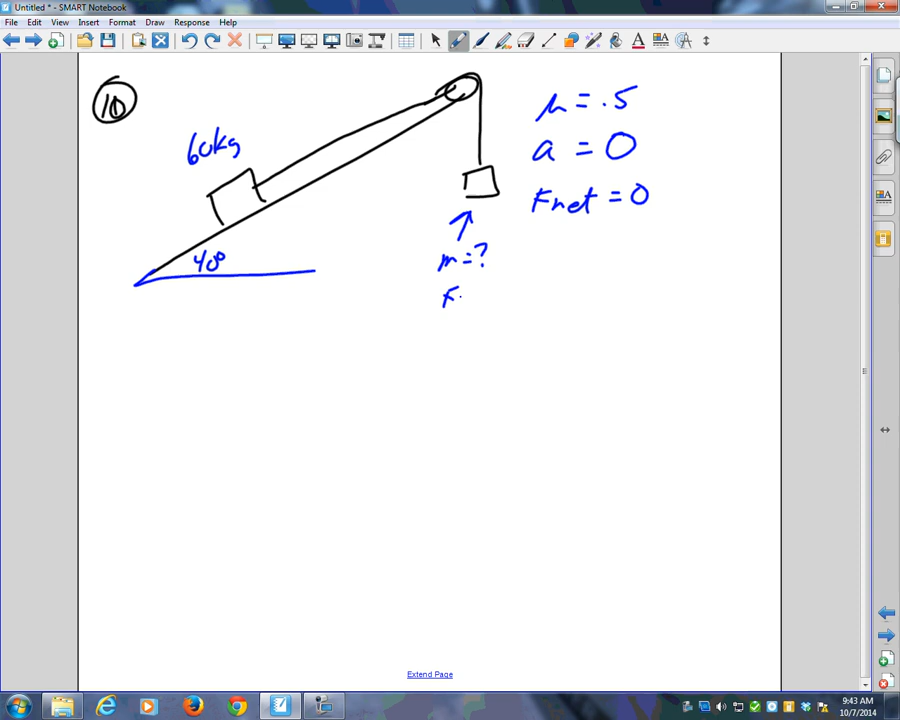 Untitled * - SMART Notebook
File Edit View Insert Format Draw Response Help
10
60kg
μ = .5
a = 0
Fnet = 0
40°
m = ?
F.
Extend Page
9:43 AM
10/7/2014